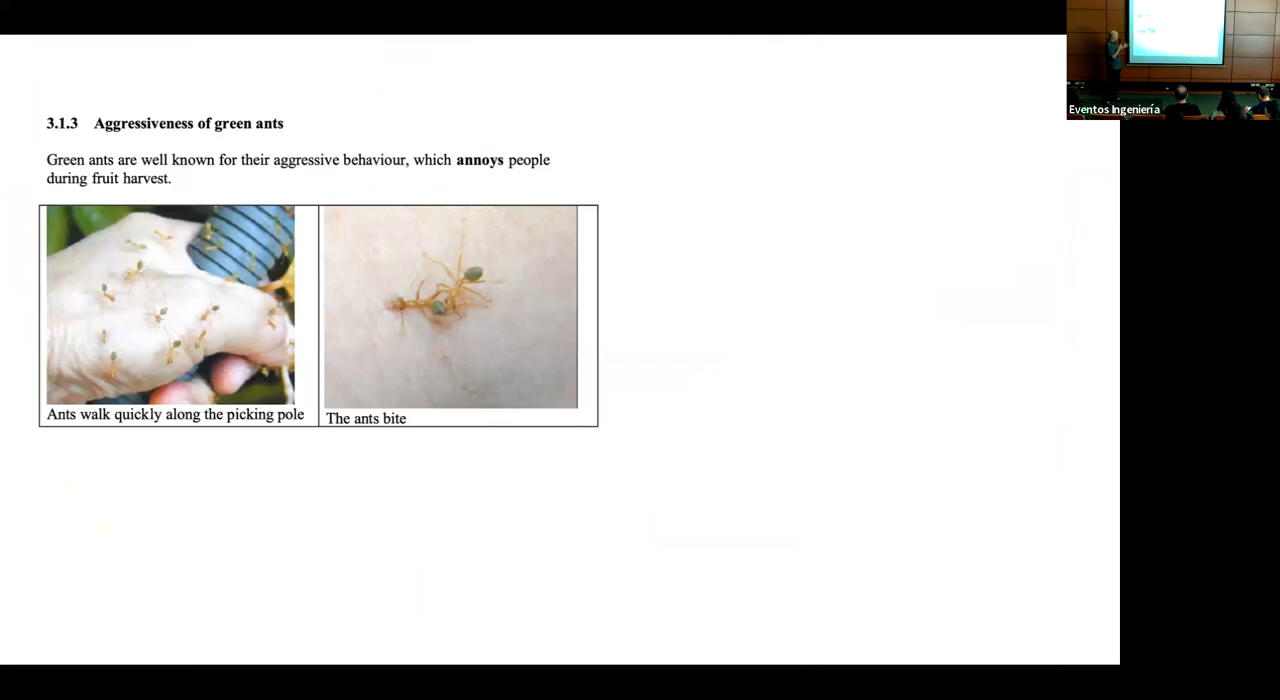 3.1.3 Aggressiveness of green ants
Green ants are well known for their aggressive behaviour, which annoys people
during fruit harvest.
Ants walk quickly along the picking pole
The ants bite
Eventos Ingeniería